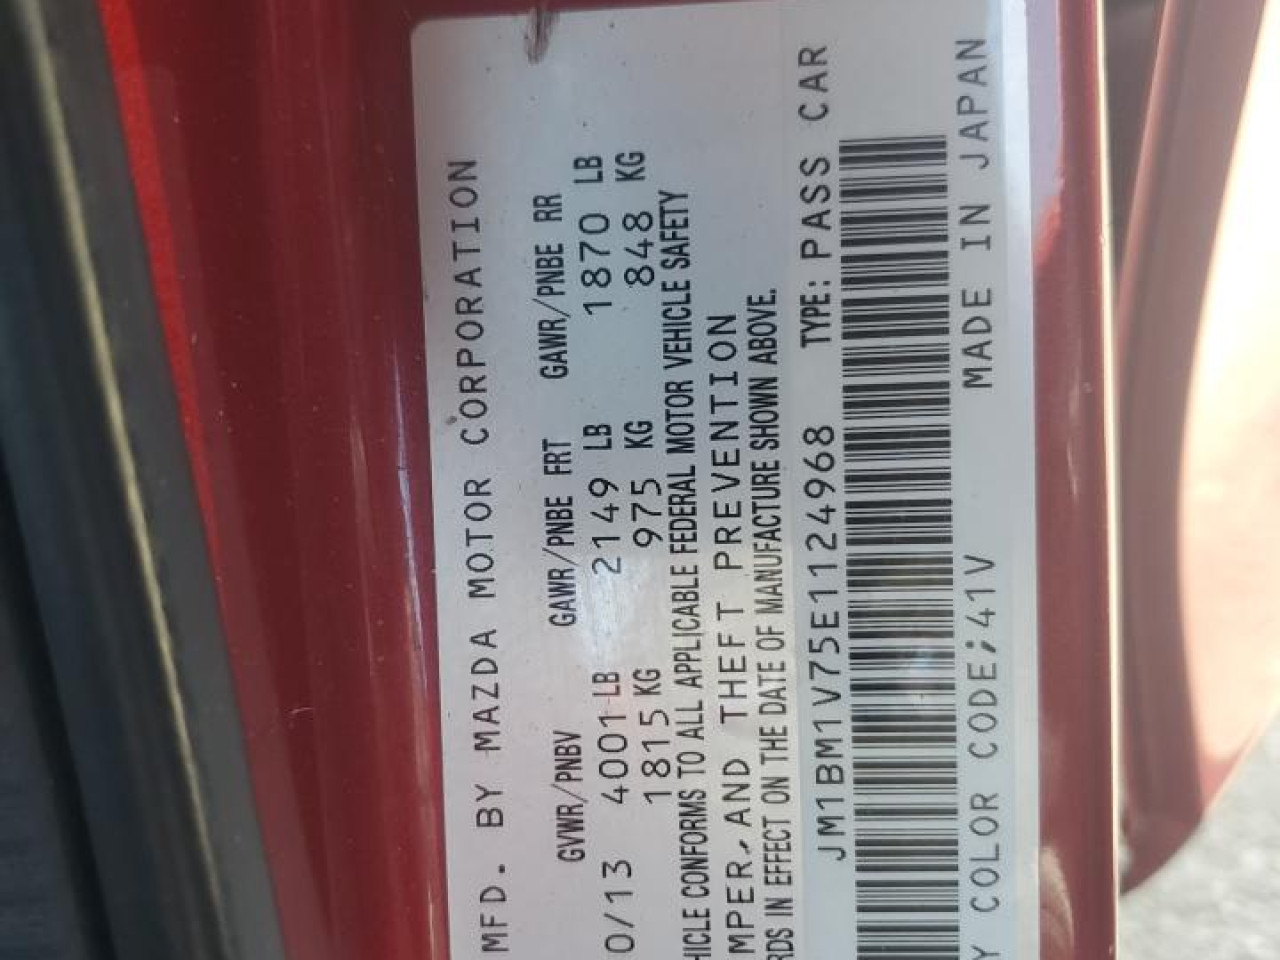 MFD. BY MAZDA MOTOR CORPORATION
GVWR/PNBV GAWR/PNBE FRT GAWR/PNBE RR
0/13 4001 LB 2149 LB 1870 LB
1815 KG 975 KG 848 KG
HICLE CONFORMS TO ALL APPLICABLE FEDERAL MOTOR VEHICLE SAFETY
MPER, AND THEFT PREVENTION
RDS IN EFFECT ON THE DATE OF MANUFACTURE SHOWN ABOVE.
JM1BM1V75E1124968 TYPE: PASS CAR
Y COLOR CODE;41V MADE IN JAPAN